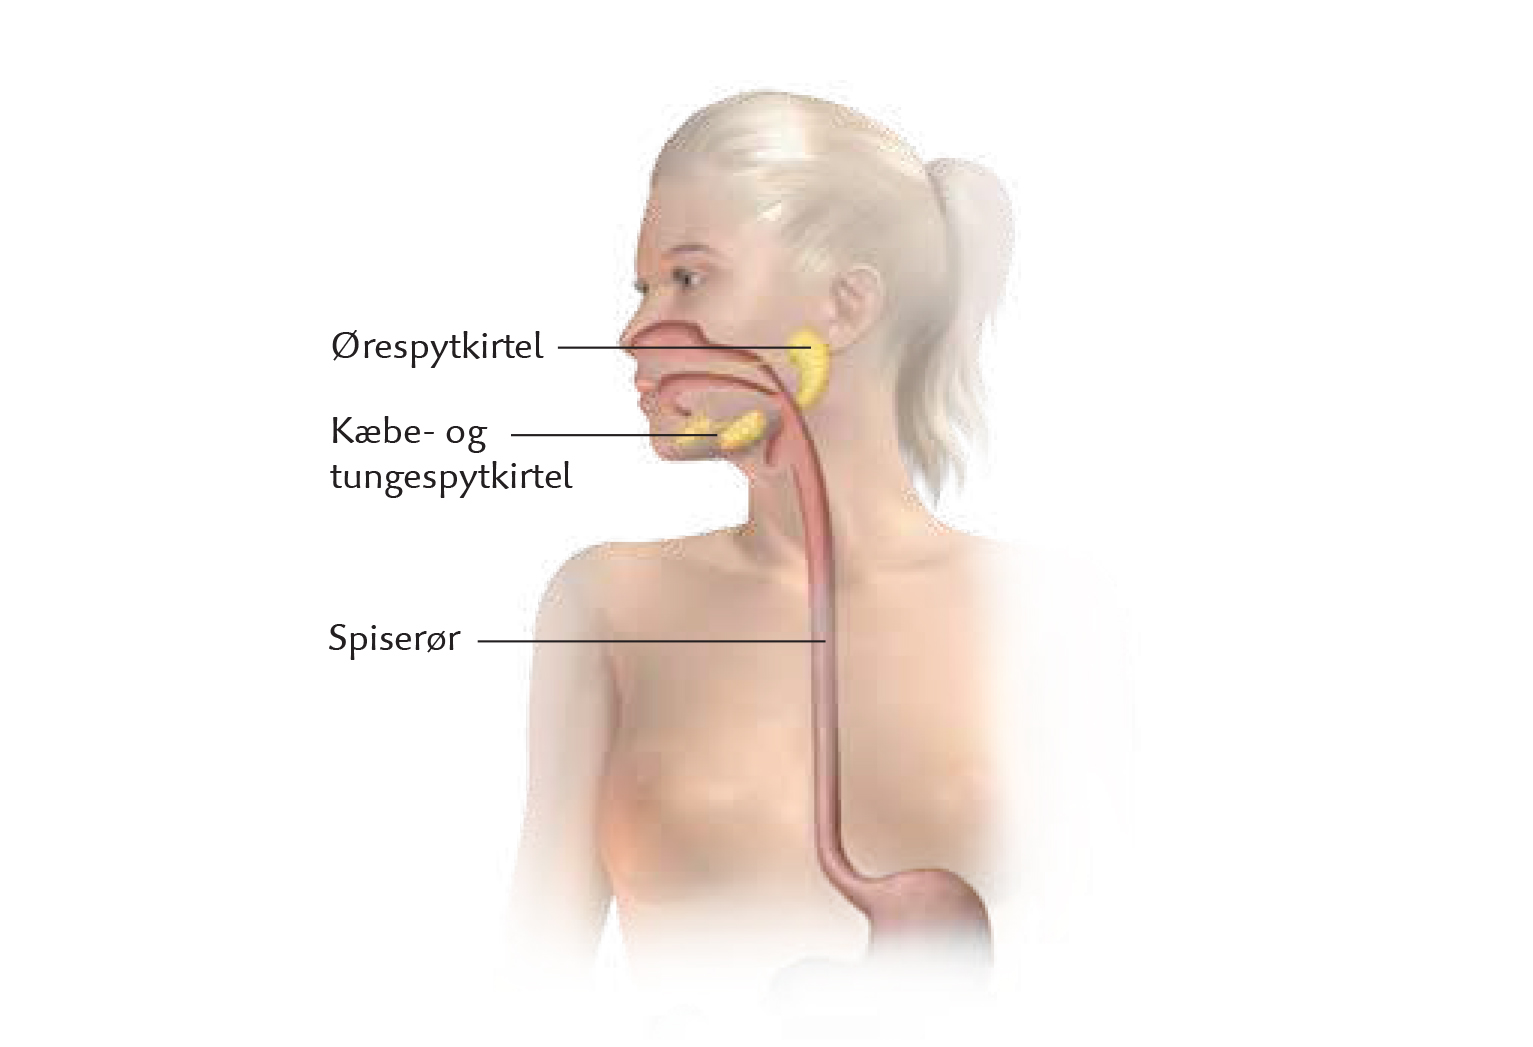 Ørespytkirtel
Kæbe- og
tungespytkirtel
Spiserør